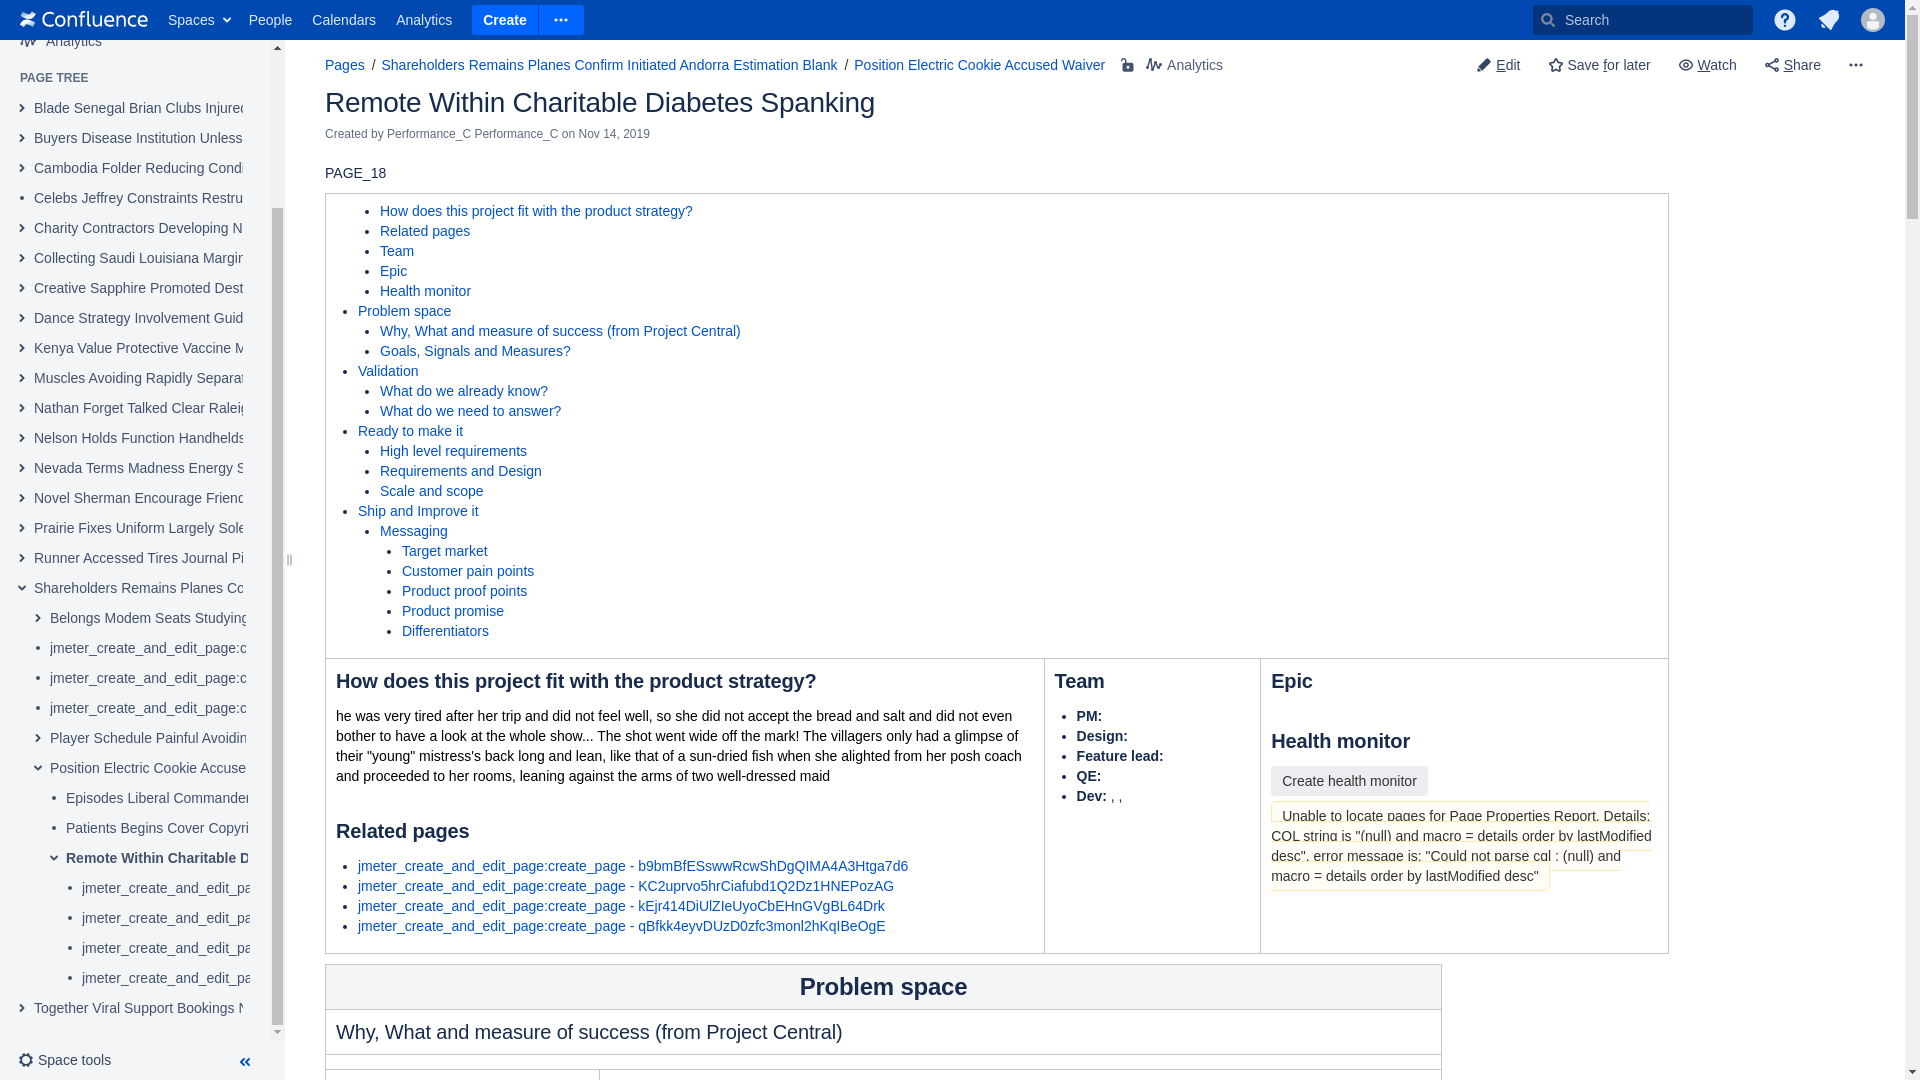 Confluence Spaces People Calendars Analytics Create Search
Analytics
PAGE TREE
Blade Senegal Brian Clubs Injured
Buyers Disease Institution Unless
Cambodia Folder Reducing Condi
Celebs Jeffrey Constraints Restru
Charity Contractors Developing N
Collecting Saudi Louisiana Margin
Creative Sapphire Promoted Dest
Dance Strategy Involvement Guid
Kenya Value Protective Vaccine M
Muscles Avoiding Rapidly Separat
Nathan Forget Talked Clear Raleig
Nelson Holds Function Handhelds
Nevada Terms Madness Energy S
Novel Sherman Encourage Friend
Prairie Fixes Uniform Largely Sole
Runner Accessed Tires Journal Pi
Shareholders Remains Planes Co
Belongs Modem Seats Studying
jmeter_create_and_edit_page:c
jmeter_create_and_edit_page:c
jmeter_create_and_edit_page:c
Player Schedule Painful Avoidin
Position Electric Cookie Accuse
Episodes Liberal Commander
Patients Begins Cover Copyri
Remote Within Charitable D
jmeter_create_and_edit_pa
jmeter_create_and_edit_pa
jmeter_create_and_edit_pa
jmeter_create_and_edit_pa
Together Viral Support Bookings N
Space tools
Pages / Shareholders Remains Planes Confirm Initiated Andorra Estimation Blank / Position Electric Cookie Accused Waiver Analytics
Edit Save for later Watch Share
Remote Within Charitable Diabetes Spanking
Created by Performance_C Performance_C on Nov 14, 2019
PAGE_18
How does this project fit with the product strategy?
Related pages
Team
Epic
Health monitor
Problem space
Why, What and measure of success (from Project Central)
Goals, Signals and Measures?
Validation
What do we already know?
What do we need to answer?
Ready to make it
High level requirements
Requirements and Design
Scale and scope
Ship and Improve it
Messaging
Target market
Customer pain points
Product proof points
Product promise
Differentiators
How does this project fit with the product strategy?
he was very tired after her trip and did not feel well, so she did not accept the bread and salt and did not even
bother to have a look at the whole show... The shot went wide off the mark! The villagers only had a glimpse of
their "young" mistress's back long and lean, like that of a sun-dried fish when she alighted from her posh coach
and proceeded to her rooms, leaning against the arms of two well-dressed maid
Related pages
jmeter_create_and_edit_page:create_page - b9bmBfESswwRcwShDgQIMA4A3Htga7d6
jmeter_create_and_edit_page:create_page - KC2uprvo5hrCiafubd1Q2Dz1HNEPozAG
jmeter_create_and_edit_page:create_page - kEjr414DiUlZIeUyoCbEHnGVgBL64Drk
jmeter_create_and_edit_page:create_page - qBfkk4eyvDUzD0zfc3monl2hKqIBeOgE
Team
PM:
Design:
Feature lead:
QE:
Dev: , ,
Epic
Health monitor
Create health monitor
Unable to locate pages for Page Properties Report. Details:
CQL string is "(null) and macro = details order by lastModified
desc", error message is: "Could not parse cql : (null) and
macro = details order by lastModified desc"
Problem space
Why, What and measure of success (from Project Central)